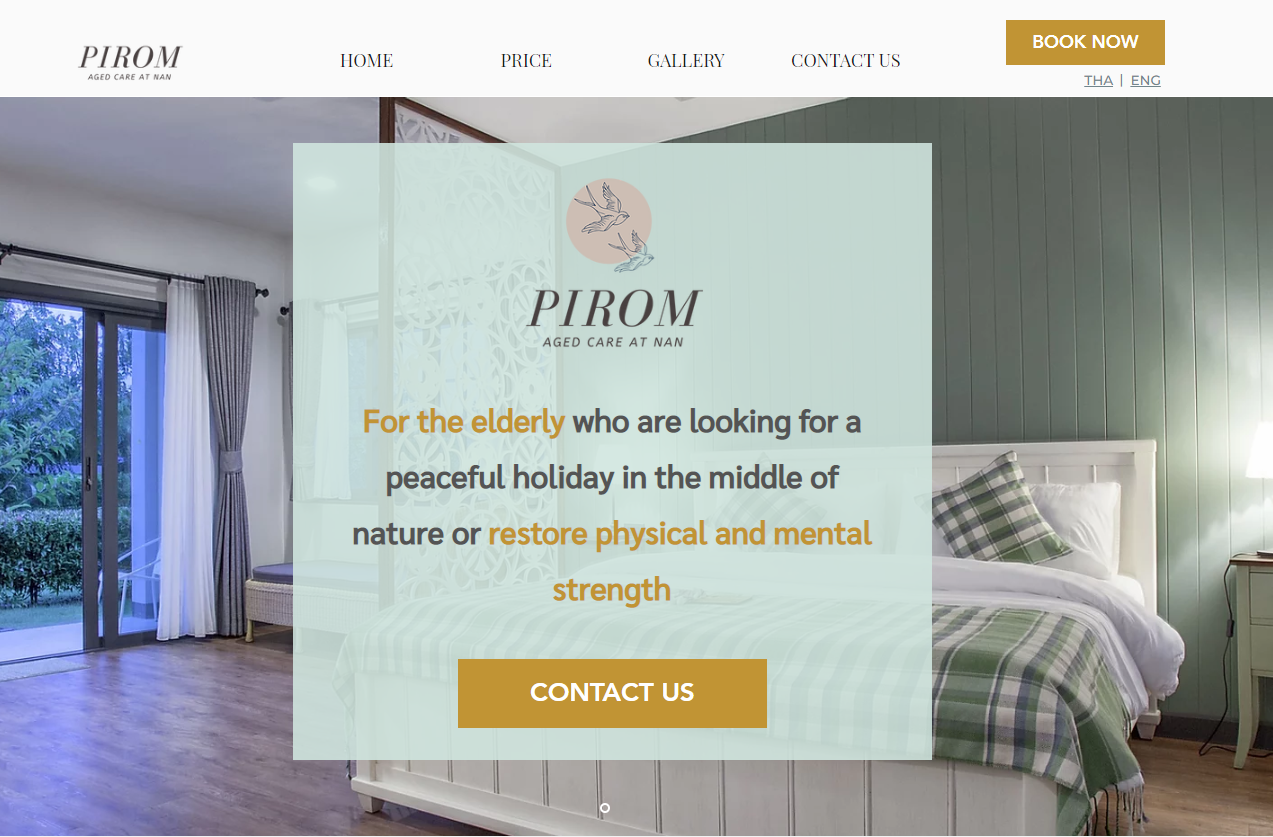 PIROM
AGED CARE AT NAN
HOME PRICE GALLERY CONTACT US
BOOK NOW
THA | ENG
PIROM
AGED CARE AT NAN
For the elderly who are looking for a
peaceful holiday in the middle of
nature or restore physical and mental
strength
CONTACT US